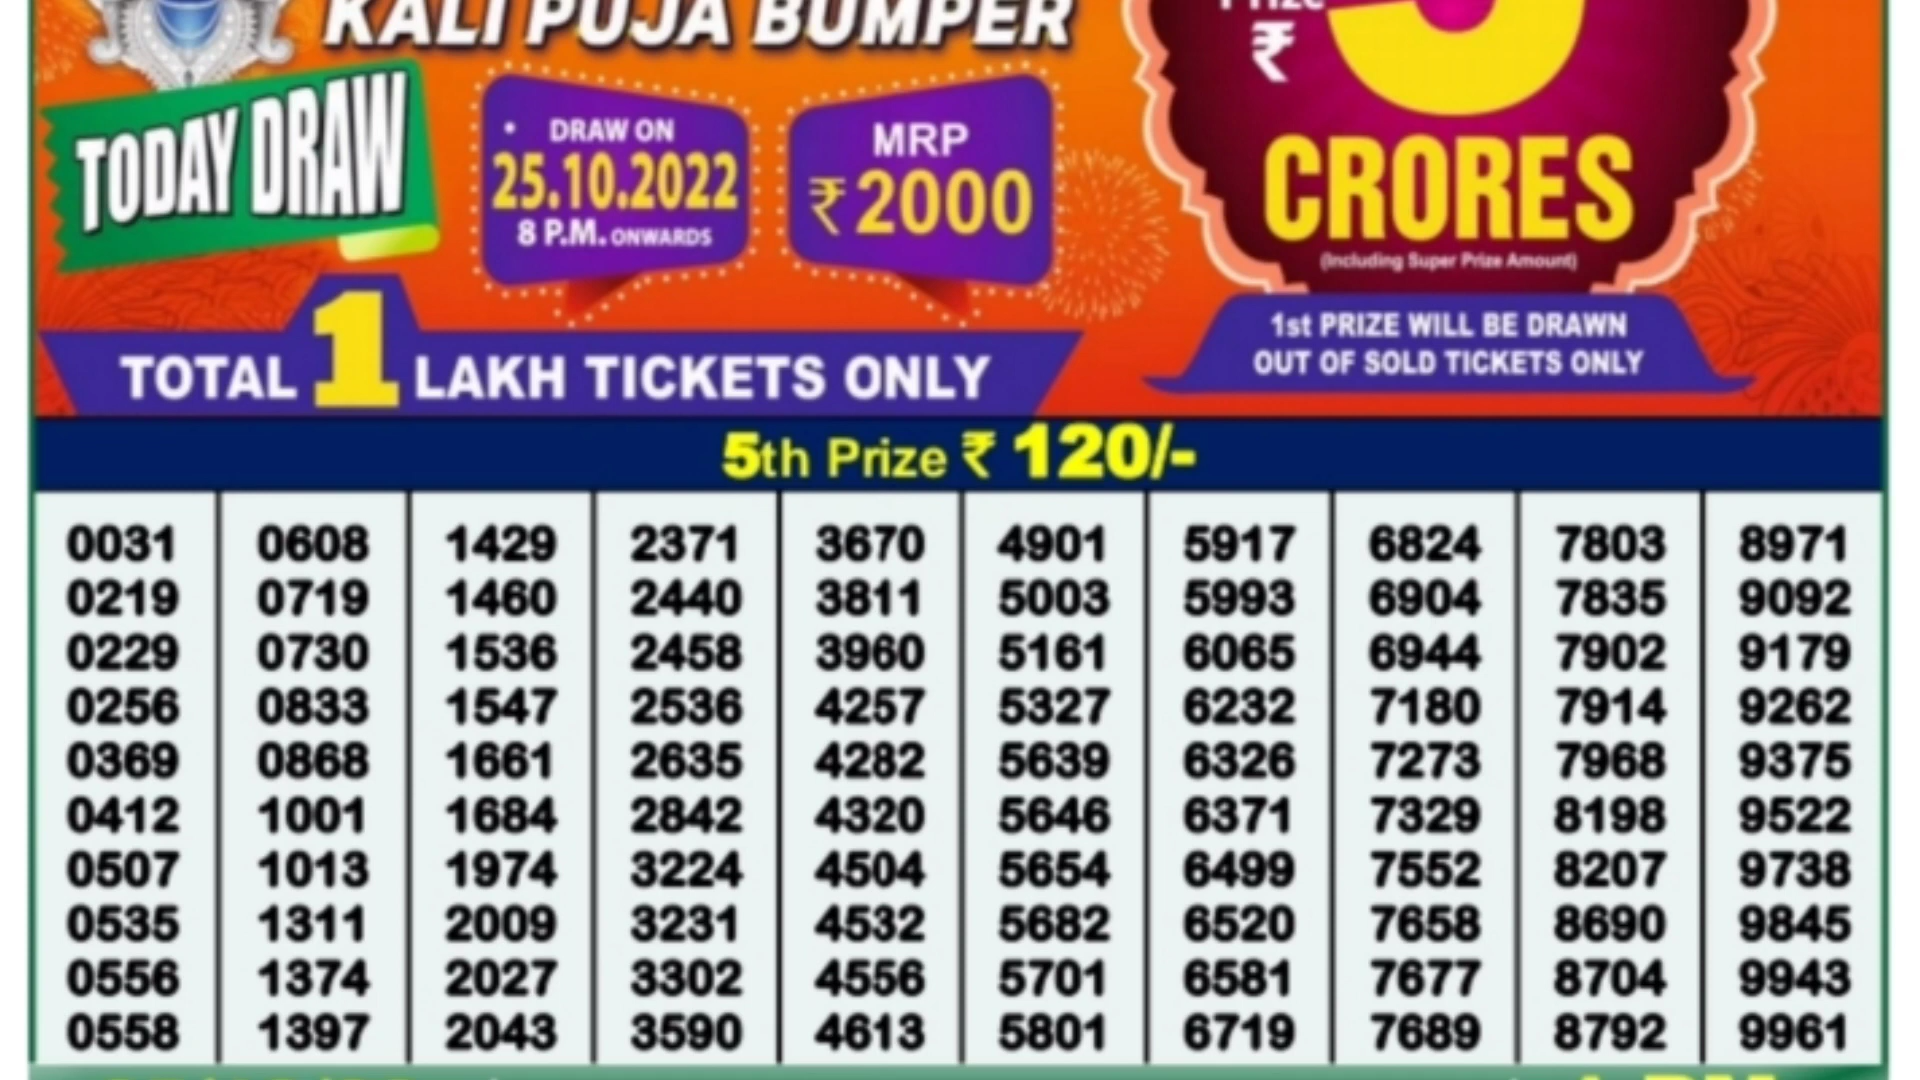 KALI PUJA BUMPER
Prize
₹ 5
CRORES
(Including Super Prize Amount)
TODAY DRAW
• DRAW ON
25.10.2022
8 P.M. ONWARDS
MRP
₹2000
1st PRIZE WILL BE DRAWN
OUT OF SOLD TICKETS ONLY
TOTAL 1 LAKH TICKETS ONLY
5th Prize ₹ 120/-
0031 0608 1429 2371 3670 4901 5917 6824 7803 8971
0219 0719 1460 2440 3811 5003 5993 6904 7835 9092
0229 0730 1536 2458 3960 5161 6065 6944 7902 9179
0256 0833 1547 2536 4257 5327 6232 7180 7914 9262
0369 0868 1661 2635 4282 5639 6326 7273 7968 9375
0412 1001 1684 2842 4320 5646 6371 7329 8198 9522
0507 1013 1974 3224 4504 5654 6499 7552 8207 9738
0535 1311 2009 3231 4532 5682 6520 7658 8690 9845
0556 1374 2027 3302 4556 5701 6581 7677 8704 9943
0558 1397 2043 3590 4613 5801 6719 7689 8792 9961